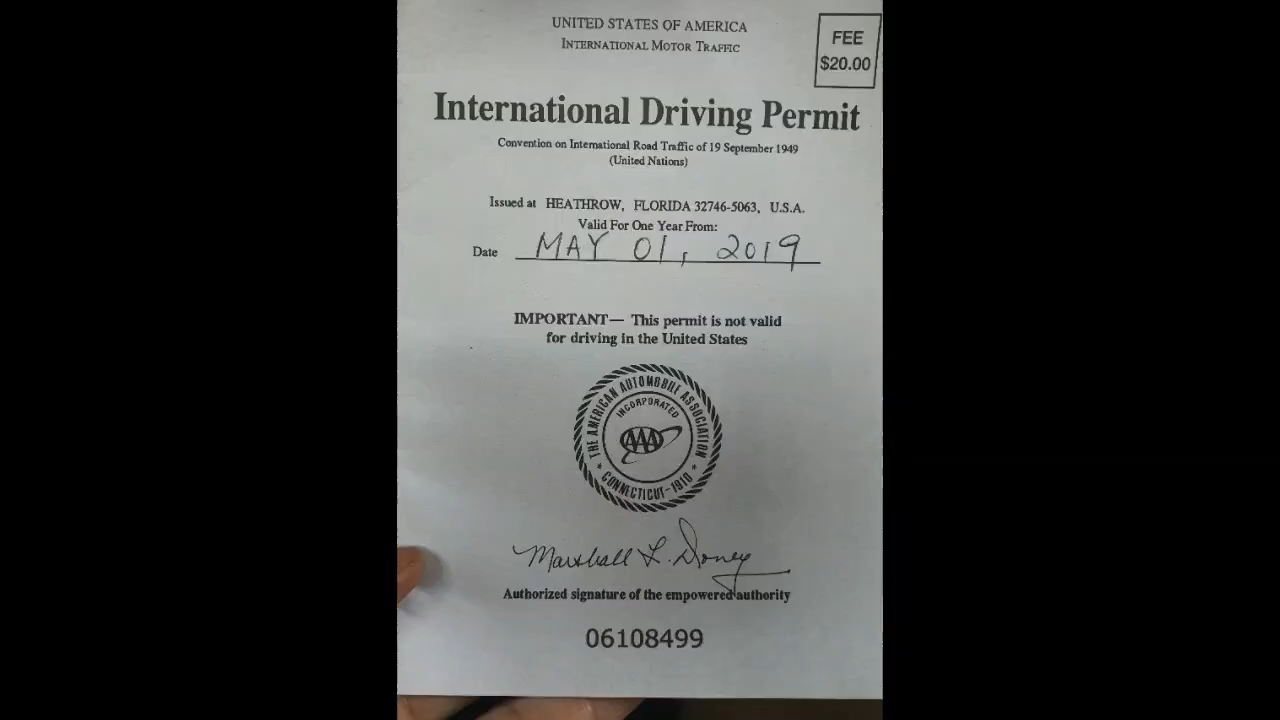 UNITED STATES OF AMERICA
INTERNATIONAL MOTOR TRAFFIC
FEE
$20.00
International Driving Permit
Convention on International Road Traffic of 19 September 1949
(United Nations)
Issued at HEATHROW, FLORIDA 32746-5063, U.S.A.
Valid For One Year From:
Date MAY 01, 2019
IMPORTANT— This permit is not valid
for driving in the United States
THE AMERICAN AUTOMOBILE ASSOCIATION
INCORPORATED
AAA
CONNECTICUT-1910
Marshall L. Doney
Authorized signature of the empowered authority
06108499